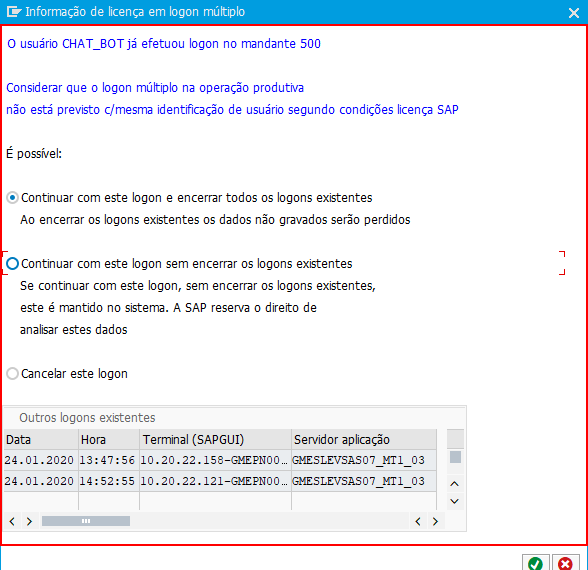 Informação de licença em logon múltiplo
O usuário CHAT_BOT já efetuou logon no mandante 500
Considerar que o logon múltiplo na operação produtiva
não está previsto c/mesma identificação de usuário segundo condições licença SAP
É possível:
Continuar com este logon e encerrar todos os logons existentes
Ao encerrar os logons existentes os dados não gravados serão perdidos
Continuar com este logon sem encerrar os logons existentes
Se continuar com este logon, sem encerrar os logons existentes,
este é mantido no sistema. A SAP reserva o direito de
analisar estes dados
Cancelar este logon
Outros logons existentes
Data Hora Terminal (SAPGUI) Servidor aplicação
24.01.2020 13:47:56 10.20.22.158-GMEPN00... GMESLEVSAS07_MT1_03
24.01.2020 14:52:55 10.20.22.121-GMEPN00... GMESLEVSAS07_MT1_03